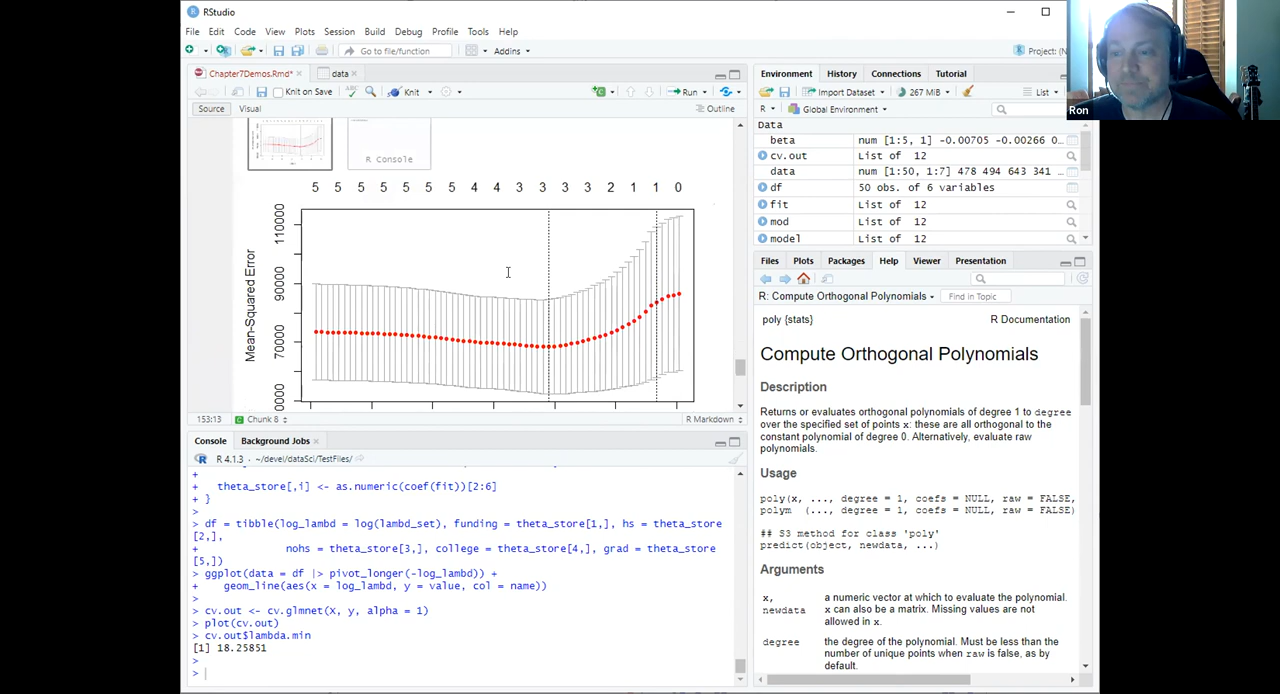 RStudio
File Edit Code View Plots Session Build Debug Profile Tools Help
Go to file/function
Addins
Project: (N
Chapter7Demos.Rmd*
data
Knit on Save
Knit
Run
Source
Visual
Outline
R Console
5 5 5 5 5 5 5 4 4 3 3 3 3 2 1 1 0
110000
90000
70000
0000
Mean-Squared Error
153:13
Chunk 8
R Markdown
Console
Background Jobs
R 4.1.3 · ~/devel/dataSci/TestFiles/
+
+ theta_store[,i] <- as.numeric(coef(fit))[2:6]
+ }
>
> df = tibble(log_lambd = log(lambd_set), funding = theta_store[1,], hs = theta_store
[2,],
+ nohs = theta_store[3,], college = theta_store[4,], grad = theta_store
[5,])
> ggplot(data = df |> pivot_longer(-log_lambd)) +
+ geom_line(aes(x = log_lambd, y = value, col = name))
>
> cv.out <- cv.glmnet(x, y, alpha = 1)
> plot(cv.out)
> cv.out$lambda.min
[1] 18.25851
>
>
Environment
History
Connections
Tutorial
Import Dataset
267 MiB
List
R
Global Environment
Data
beta num [1:5, 1] -0.00705 -0.00266 0…
cv.out List of 12
data num [1:50, 1:7] 478 494 643 341 …
df 50 obs. of 6 variables
fit List of 12
mod List of 12
model List of 12
Files
Plots
Packages
Help
Viewer
Presentation
R: Compute Orthogonal Polynomials
Find in Topic
poly {stats}
R Documentation
Compute Orthogonal Polynomials
Description
Returns or evaluates orthogonal polynomials of degree 1 to degree
over the specified set of points x: these are all orthogonal to the
constant polynomial of degree 0. Alternatively, evaluate raw
polynomials.
Usage
poly(x, ..., degree = 1, coefs = NULL, raw = FALSE,
polym (..., degree = 1, coefs = NULL, raw = FALSE)
## S3 method for class 'poly'
predict(object, newdata, ...)
Arguments
x, a numeric vector at which to evaluate the polynomial.
newdata x can also be a matrix. Missing values are not
allowed in x.
degree the degree of the polynomial. Must be less than the
number of unique points when raw is false, as by
default.
Ron